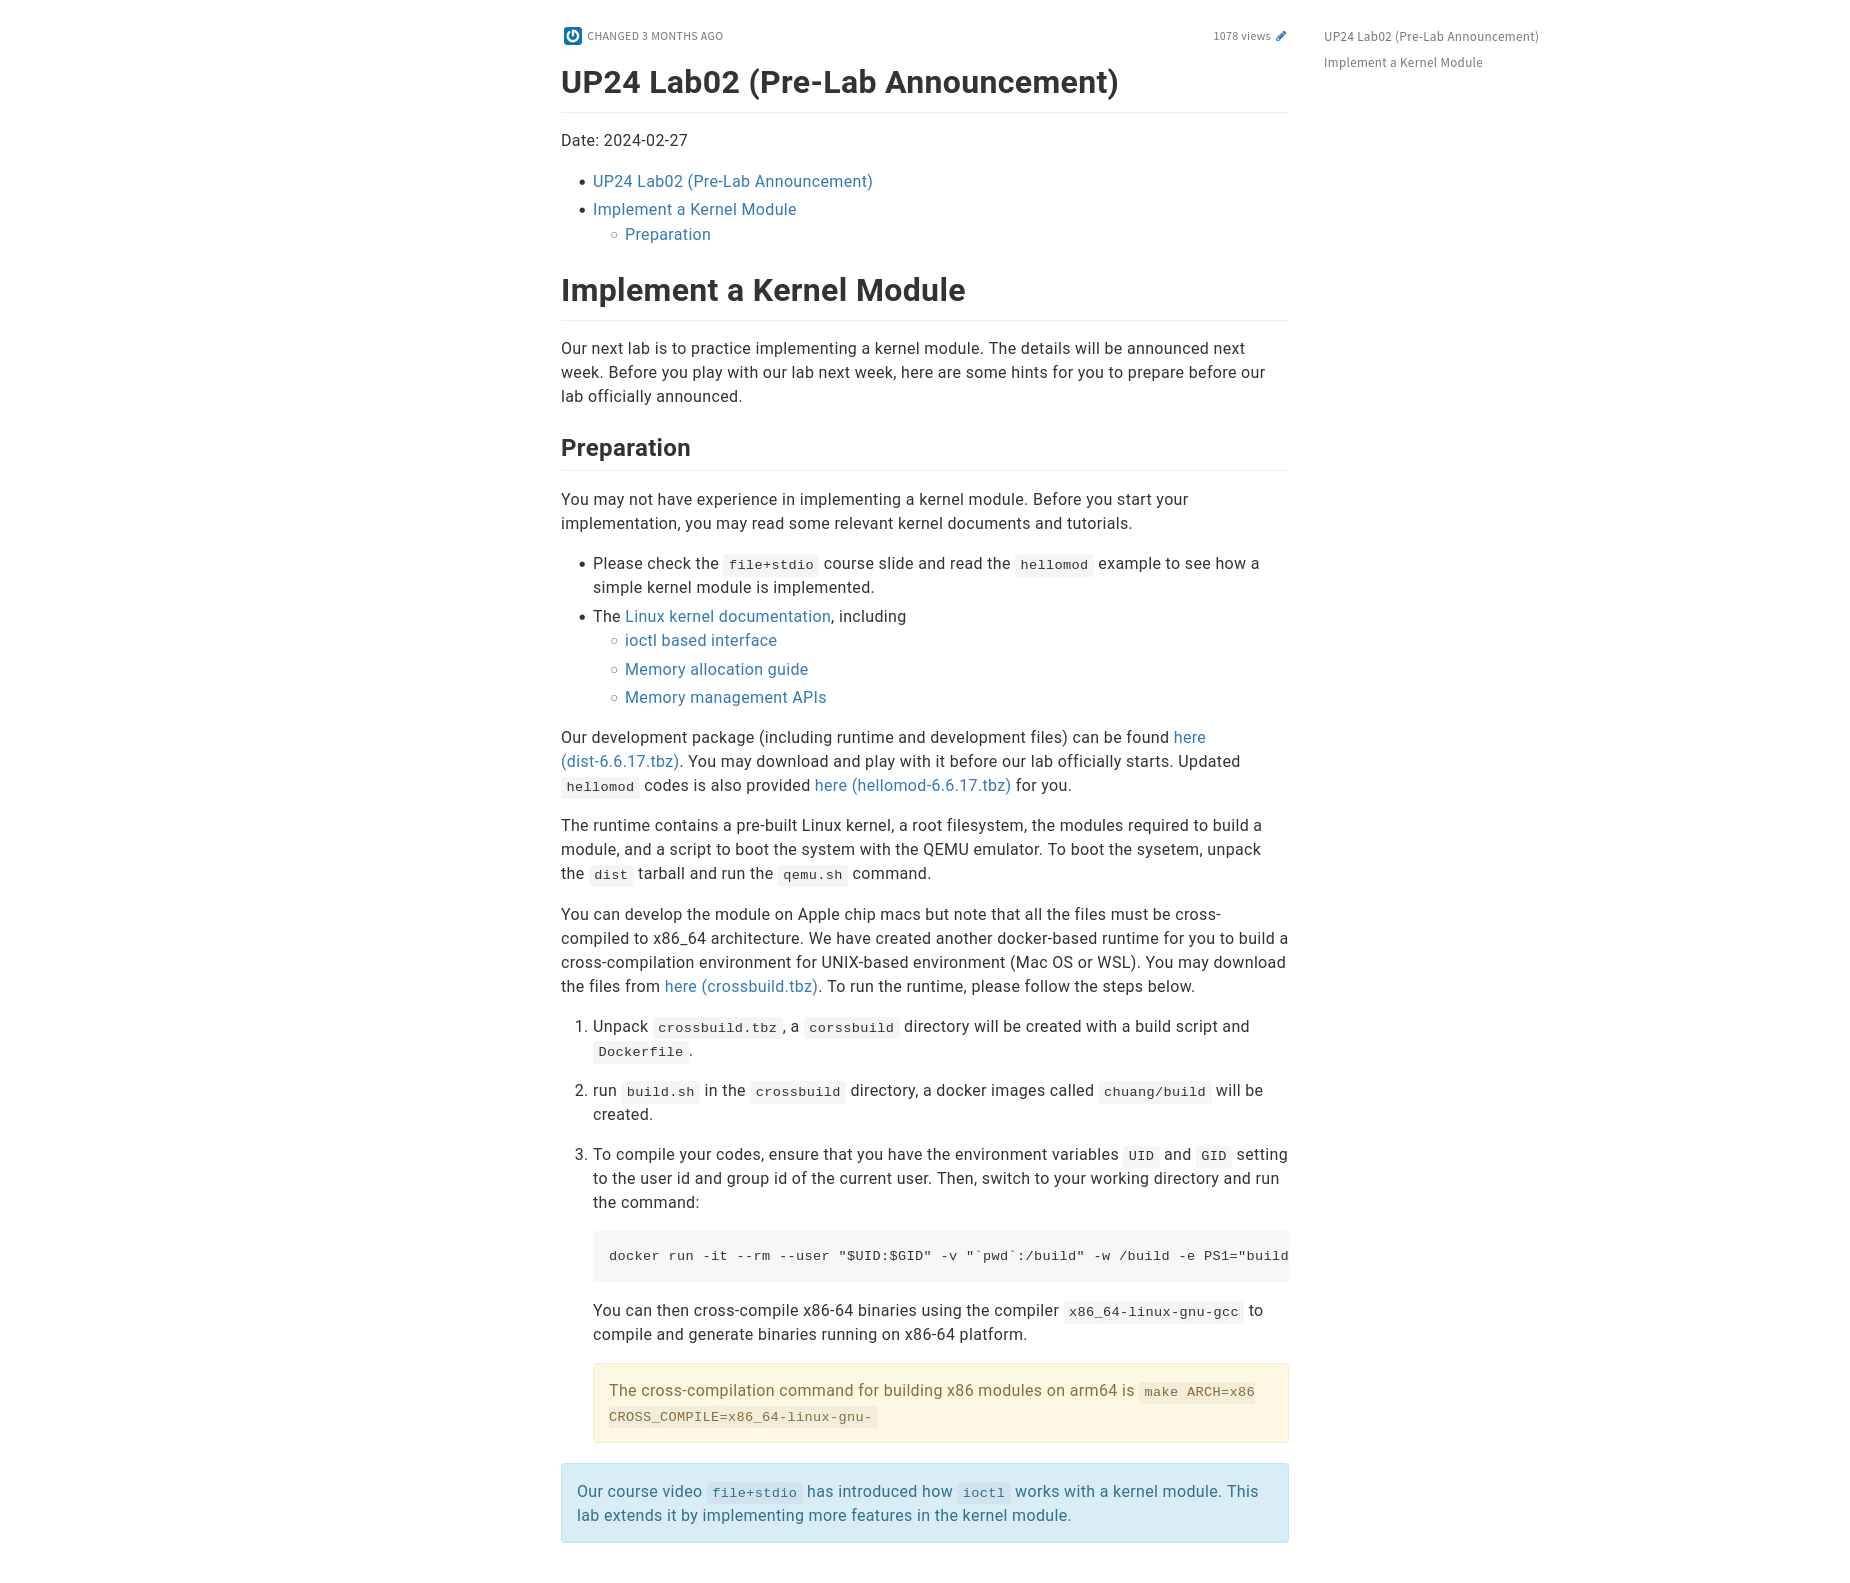 CHANGED 3 MONTHS AGO
1078 views
UP24 Lab02 (Pre-Lab Announcement)
Implement a Kernel Module
UP24 Lab02 (Pre-Lab Announcement)
Date: 2024-02-27
• UP24 Lab02 (Pre-Lab Announcement)
• Implement a Kernel Module
○ Preparation
Implement a Kernel Module
Our next lab is to practice implementing a kernel module. The details will be announced next
week. Before you play with our lab next week, here are some hints for you to prepare before our
lab officially announced.
Preparation
You may not have experience in implementing a kernel module. Before you start your
implementation, you may read some relevant kernel documents and tutorials.
• Please check the file+stdio course slide and read the hellomod example to see how a
simple kernel module is implemented.
• The Linux kernel documentation, including
○ ioctl based interface
○ Memory allocation guide
○ Memory management APIs
Our development package (including runtime and development files) can be found here
(dist-6.6.17.tbz). You may download and play with it before our lab officially starts. Updated
hellomod codes is also provided here (hellomod-6.6.17.tbz) for you.
The runtime contains a pre-built Linux kernel, a root filesystem, the modules required to build a
module, and a script to boot the system with the QEMU emulator. To boot the sysetem, unpack
the dist tarball and run the qemu.sh command.
You can develop the module on Apple chip macs but note that all the files must be cross-
compiled to x86_64 architecture. We have created another docker-based runtime for you to build a
cross-compilation environment for UNIX-based environment (Mac OS or WSL). You may download
the files from here (crossbuild.tbz). To run the runtime, please follow the steps below.
1. Unpack crossbuild.tbz, a corssbuild directory will be created with a build script and
Dockerfile.
2. run build.sh in the crossbuild directory, a docker images called chuang/build will be
created.
3. To compile your codes, ensure that you have the environment variables UID and GID setting
to the user id and group id of the current user. Then, switch to your working directory and run
the command:
docker run -it --rm --user "$UID:$GID" -v "`pwd`:/build" -w /build -e PS1="build
You can then cross-compile x86-64 binaries using the compiler x86_64-linux-gnu-gcc to
compile and generate binaries running on x86-64 platform.
The cross-compilation command for building x86 modules on arm64 is make ARCH=x86
CROSS_COMPILE=x86_64-linux-gnu-
Our course video file+stdio has introduced how ioctl works with a kernel module. This
lab extends it by implementing more features in the kernel module.